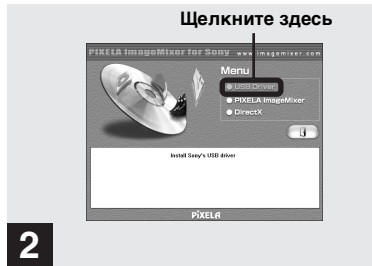 Щелкните здесь
PIXELA ImageMixer for Sony www.imagemixer.com
Menu
USB Driver
PIXELA ImageMixer
DirectX
Install Sony's USB driver
PIXELA
2